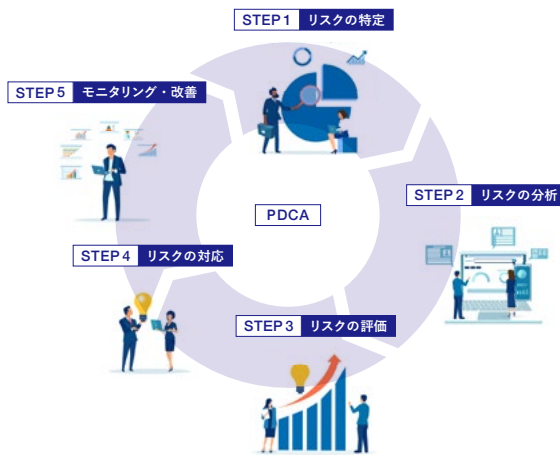 STEP1 リスクの特定
STEP2 リスクの分析
STEP3 リスクの評価
STEP4 リスクの対応
STEP5 モニタリング・改善
PDCA